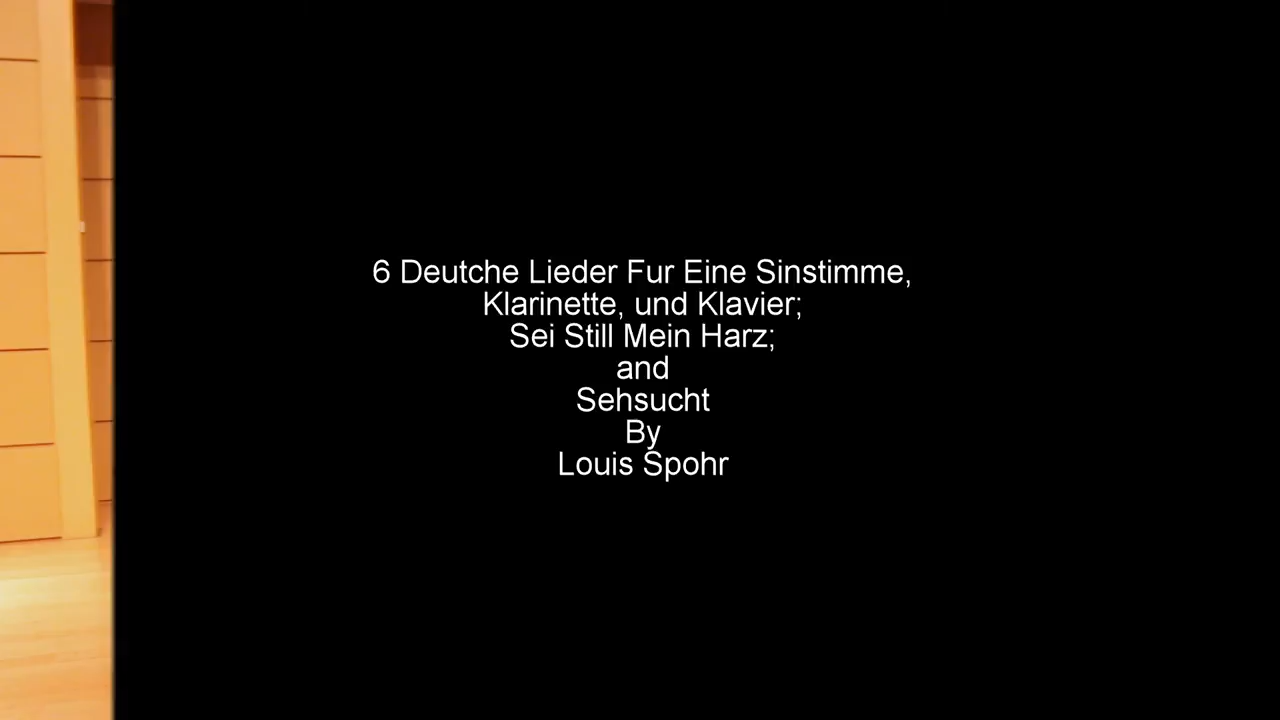 6 Deutche Lieder Fur Eine Sinstimme,
Klarinette, und Klavier;
Sei Still Mein Harz;
and
Sehsucht
By
Louis Spohr